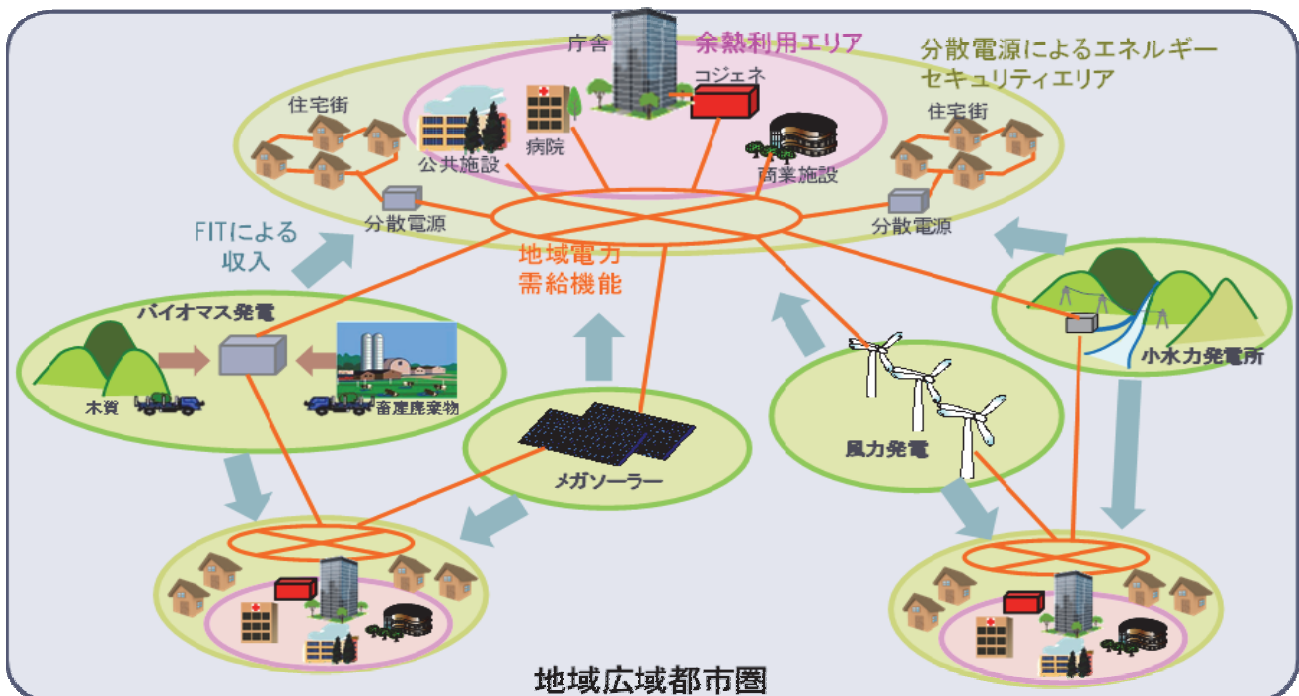 庁舎
余熱利用エリア
分散電源によるエネルギー
セキュリティエリア
コジェネ
住宅街
住宅街
公共施設
病院
商業施設
分散電源
分散電源
FITによる
収入
地域電力
需給機能
バイオマス発電
木質
畜産廃棄物
メガソーラー
風力発電
小水力発電所
地域広域都市圏